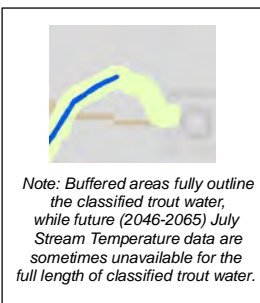 Note: Buffered areas fully outline
the classified trout water,
while future (2046-2065) July
Stream Temperature data are
sometimes unavailable for the
full length of classified trout water.